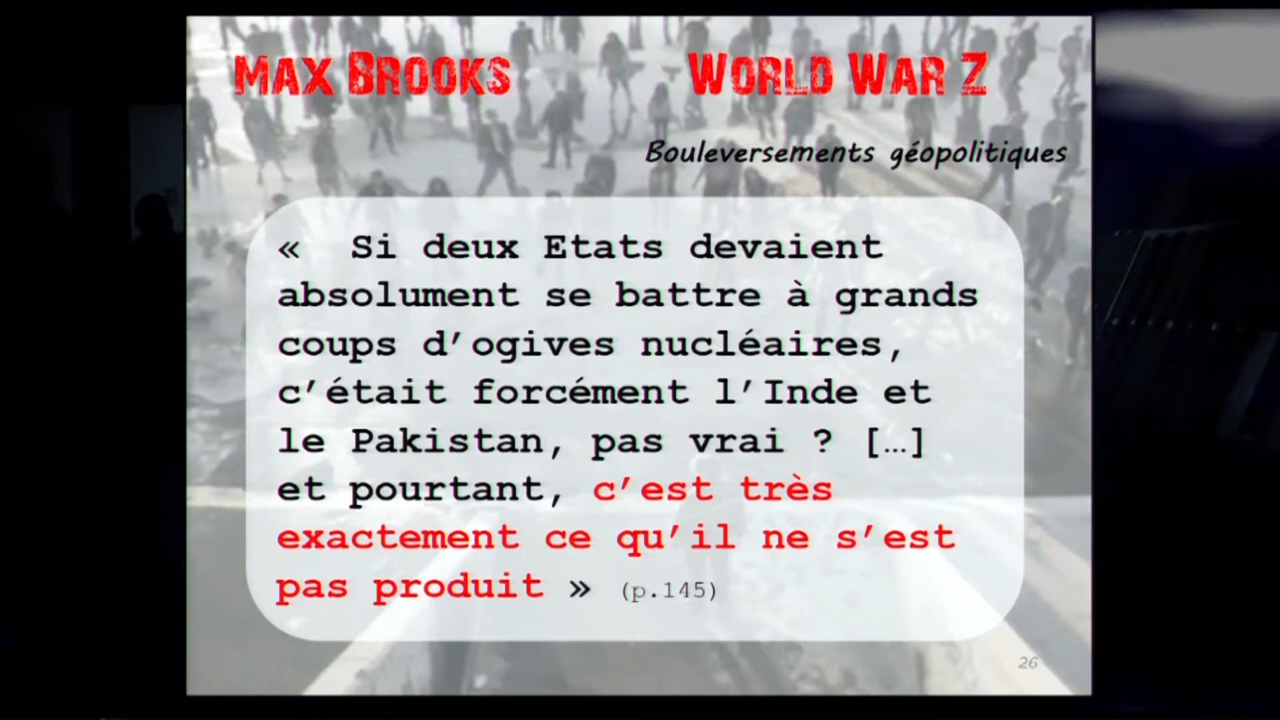 MAX BROOKS
WORLD WAR Z
Bouleversements géopolitiques
« Si deux Etats devaient
absolument se battre à grands
coups d’ogives nucléaires,
c’était forcément l’Inde et
le Pakistan, pas vrai ? […]
et pourtant, c’est très
exactement ce qu’il ne s’est
pas produit » (p.145)
26